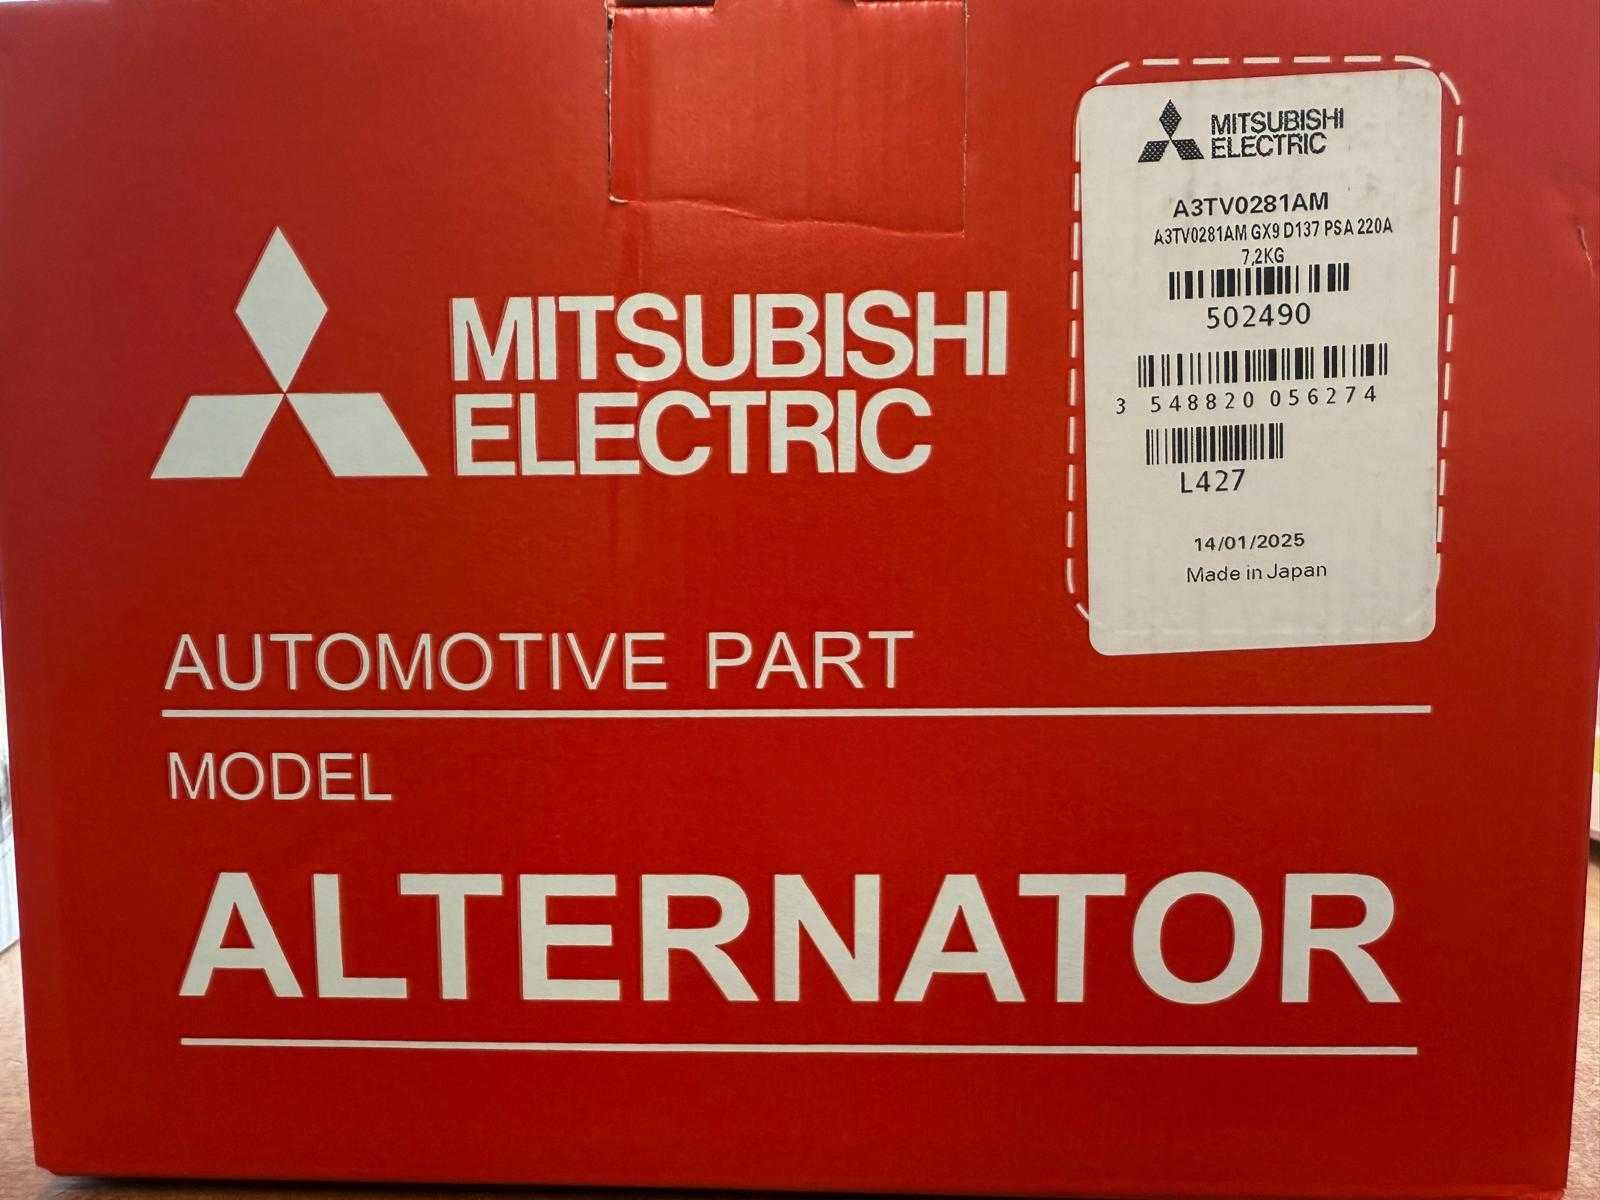 MITSUBISHI
ELECTRIC
AUTOMOTIVE PART
MODEL
ALTERNATOR
MITSUBISHI
ELECTRIC
A3TV0281AM
A3TV0281AM GX9 D137 PSA 220A
7,2KG
502490
3 548820 056274
L427
14/01/2025
Made in Japan